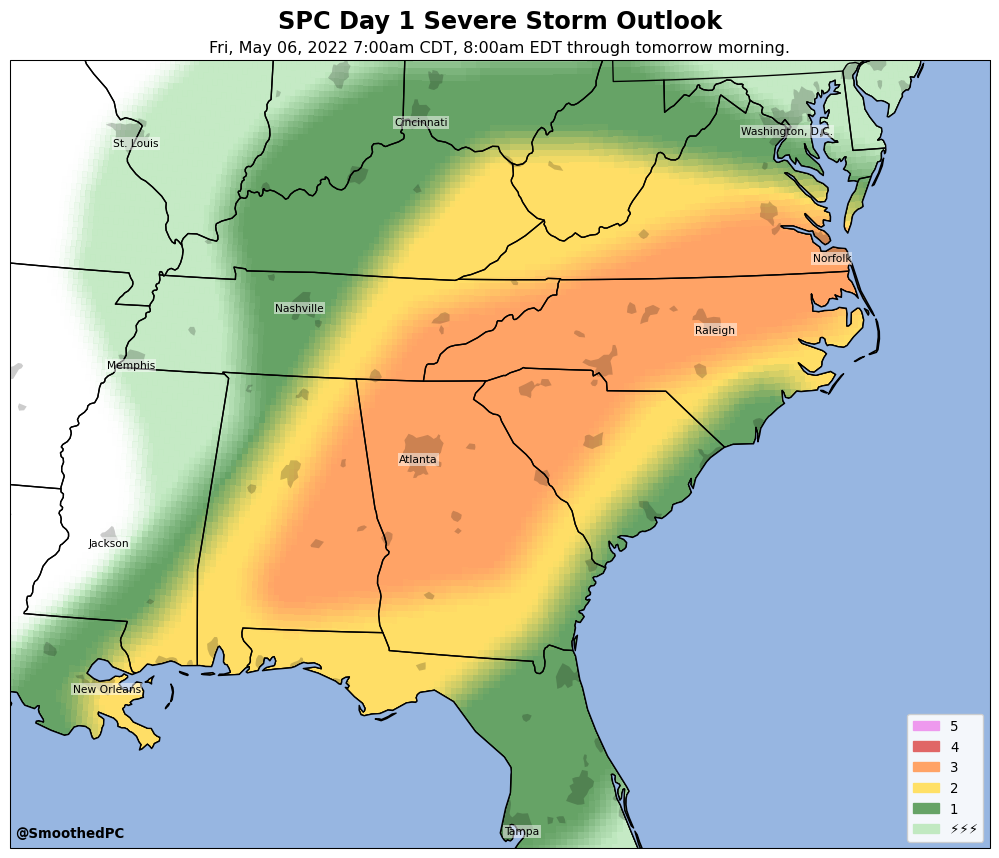 SPC Day 1 Severe Storm Outlook
Fri, May 06, 2022 7:00am CDT, 8:00am EDT through tomorrow morning.
Cincinnati
Washington, D.C.
St. Louis
Norfolk
Nashville
Raleigh
Memphis
Atlanta
Jackson
New Orleans
Tampa
5
4
3
2
1
⚡⚡⚡
@SmoothedPC